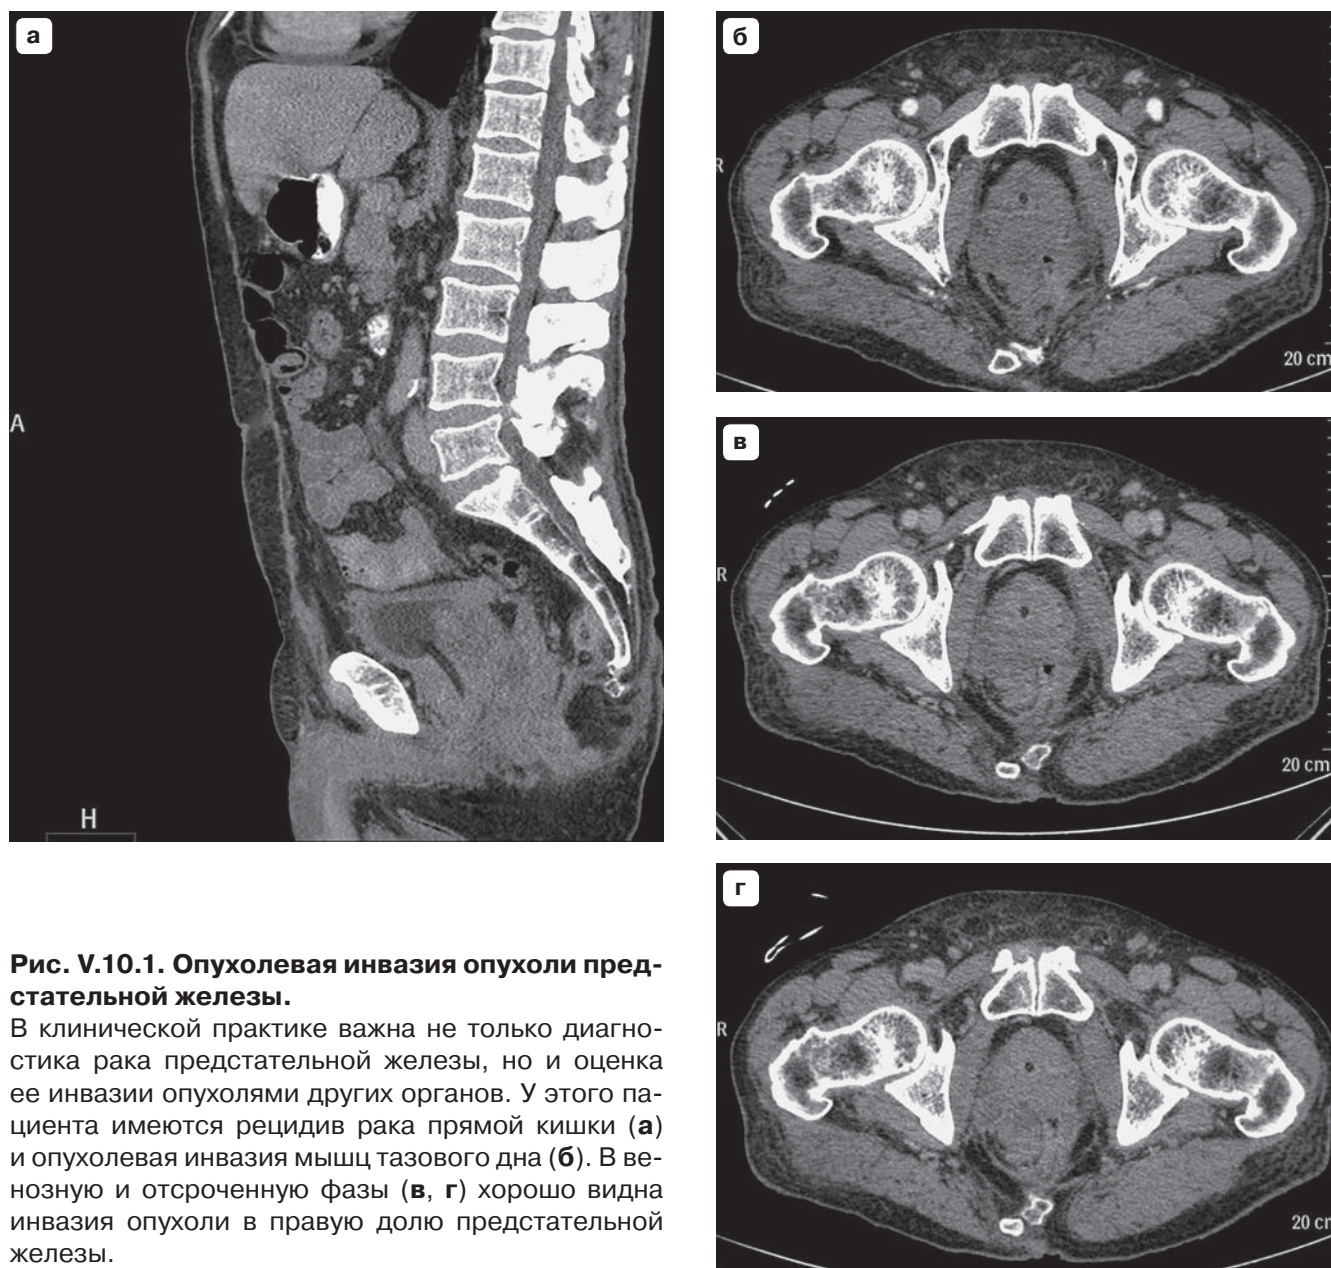 а
A
H
б
R
20 cm
в
R
20 cm
г
R
20 cm
Рис. V.10.1. Опухолевая инвазия опухоли пред-
стательной железы.
В клинической практике важна не только диагно-
стика рака предстательной железы, но и оценка
ее инвазии опухолями других органов. У этого па-
циента имеются рецидив рака прямой кишки (а)
и опухолевая инвазия мышц тазового дна (б). В ве-
нозную и отсроченную фазы (в, г) хорошо видна
инвазия опухоли в правую долю предстательной
железы.